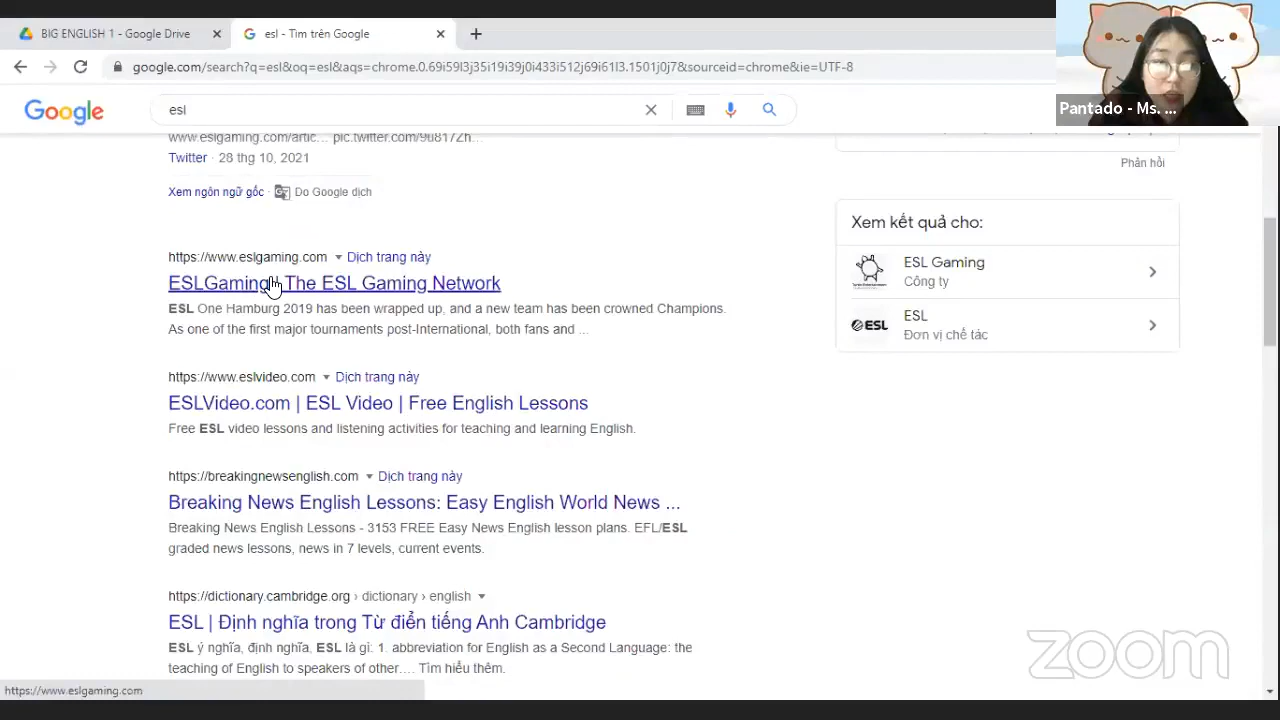 BIG ENGLISH 1 - Google Drive
esl - Tìm trên Google
google.com/search?q=esl&oq=esl&aqs=chrome.0.69i59l3j35i19i39j0i433i512j69i61l3.1501j0j7&sourceid=chrome&ie=UTF-8
Pantado - Ms. ...
Google
esl
Twitter · 28 thg 10, 2021
Xem ngôn ngữ gốc · Do Google dịch
https://www.eslgaming.com Dịch trang này
ESLGaming | The ESL Gaming Network
ESL One Hamburg 2019 has been wrapped up, and a new team has been crowned Champions.
As one of the first major tournaments post-International, both fans and ...
https://www.eslvideo.com Dịch trang này
ESLVideo.com | ESL Video | Free English Lessons
Free ESL video lessons and listening activities for teaching and learning English.
https://breakingnewsenglish.com Dịch trang này
Breaking News English Lessons: Easy English World News ...
Breaking News English Lessons - 3153 FREE Easy News English lesson plans. EFL/ESL
graded news lessons, news in 7 levels, current events.
https://dictionary.cambridge.org › dictionary › english
ESL | Định nghĩa trong Từ điển tiếng Anh Cambridge
ESL ý nghĩa, định nghĩa, ESL là gì: 1. abbreviation for English as a Second Language: the
teaching of English to speakers of other.… Tìm hiểu thêm.
Phản hồi
Xem kết quả cho:
ESL Gaming
Công ty
ESL
ESL
Đơn vị chế tác
zoom
https://www.eslgaming.com